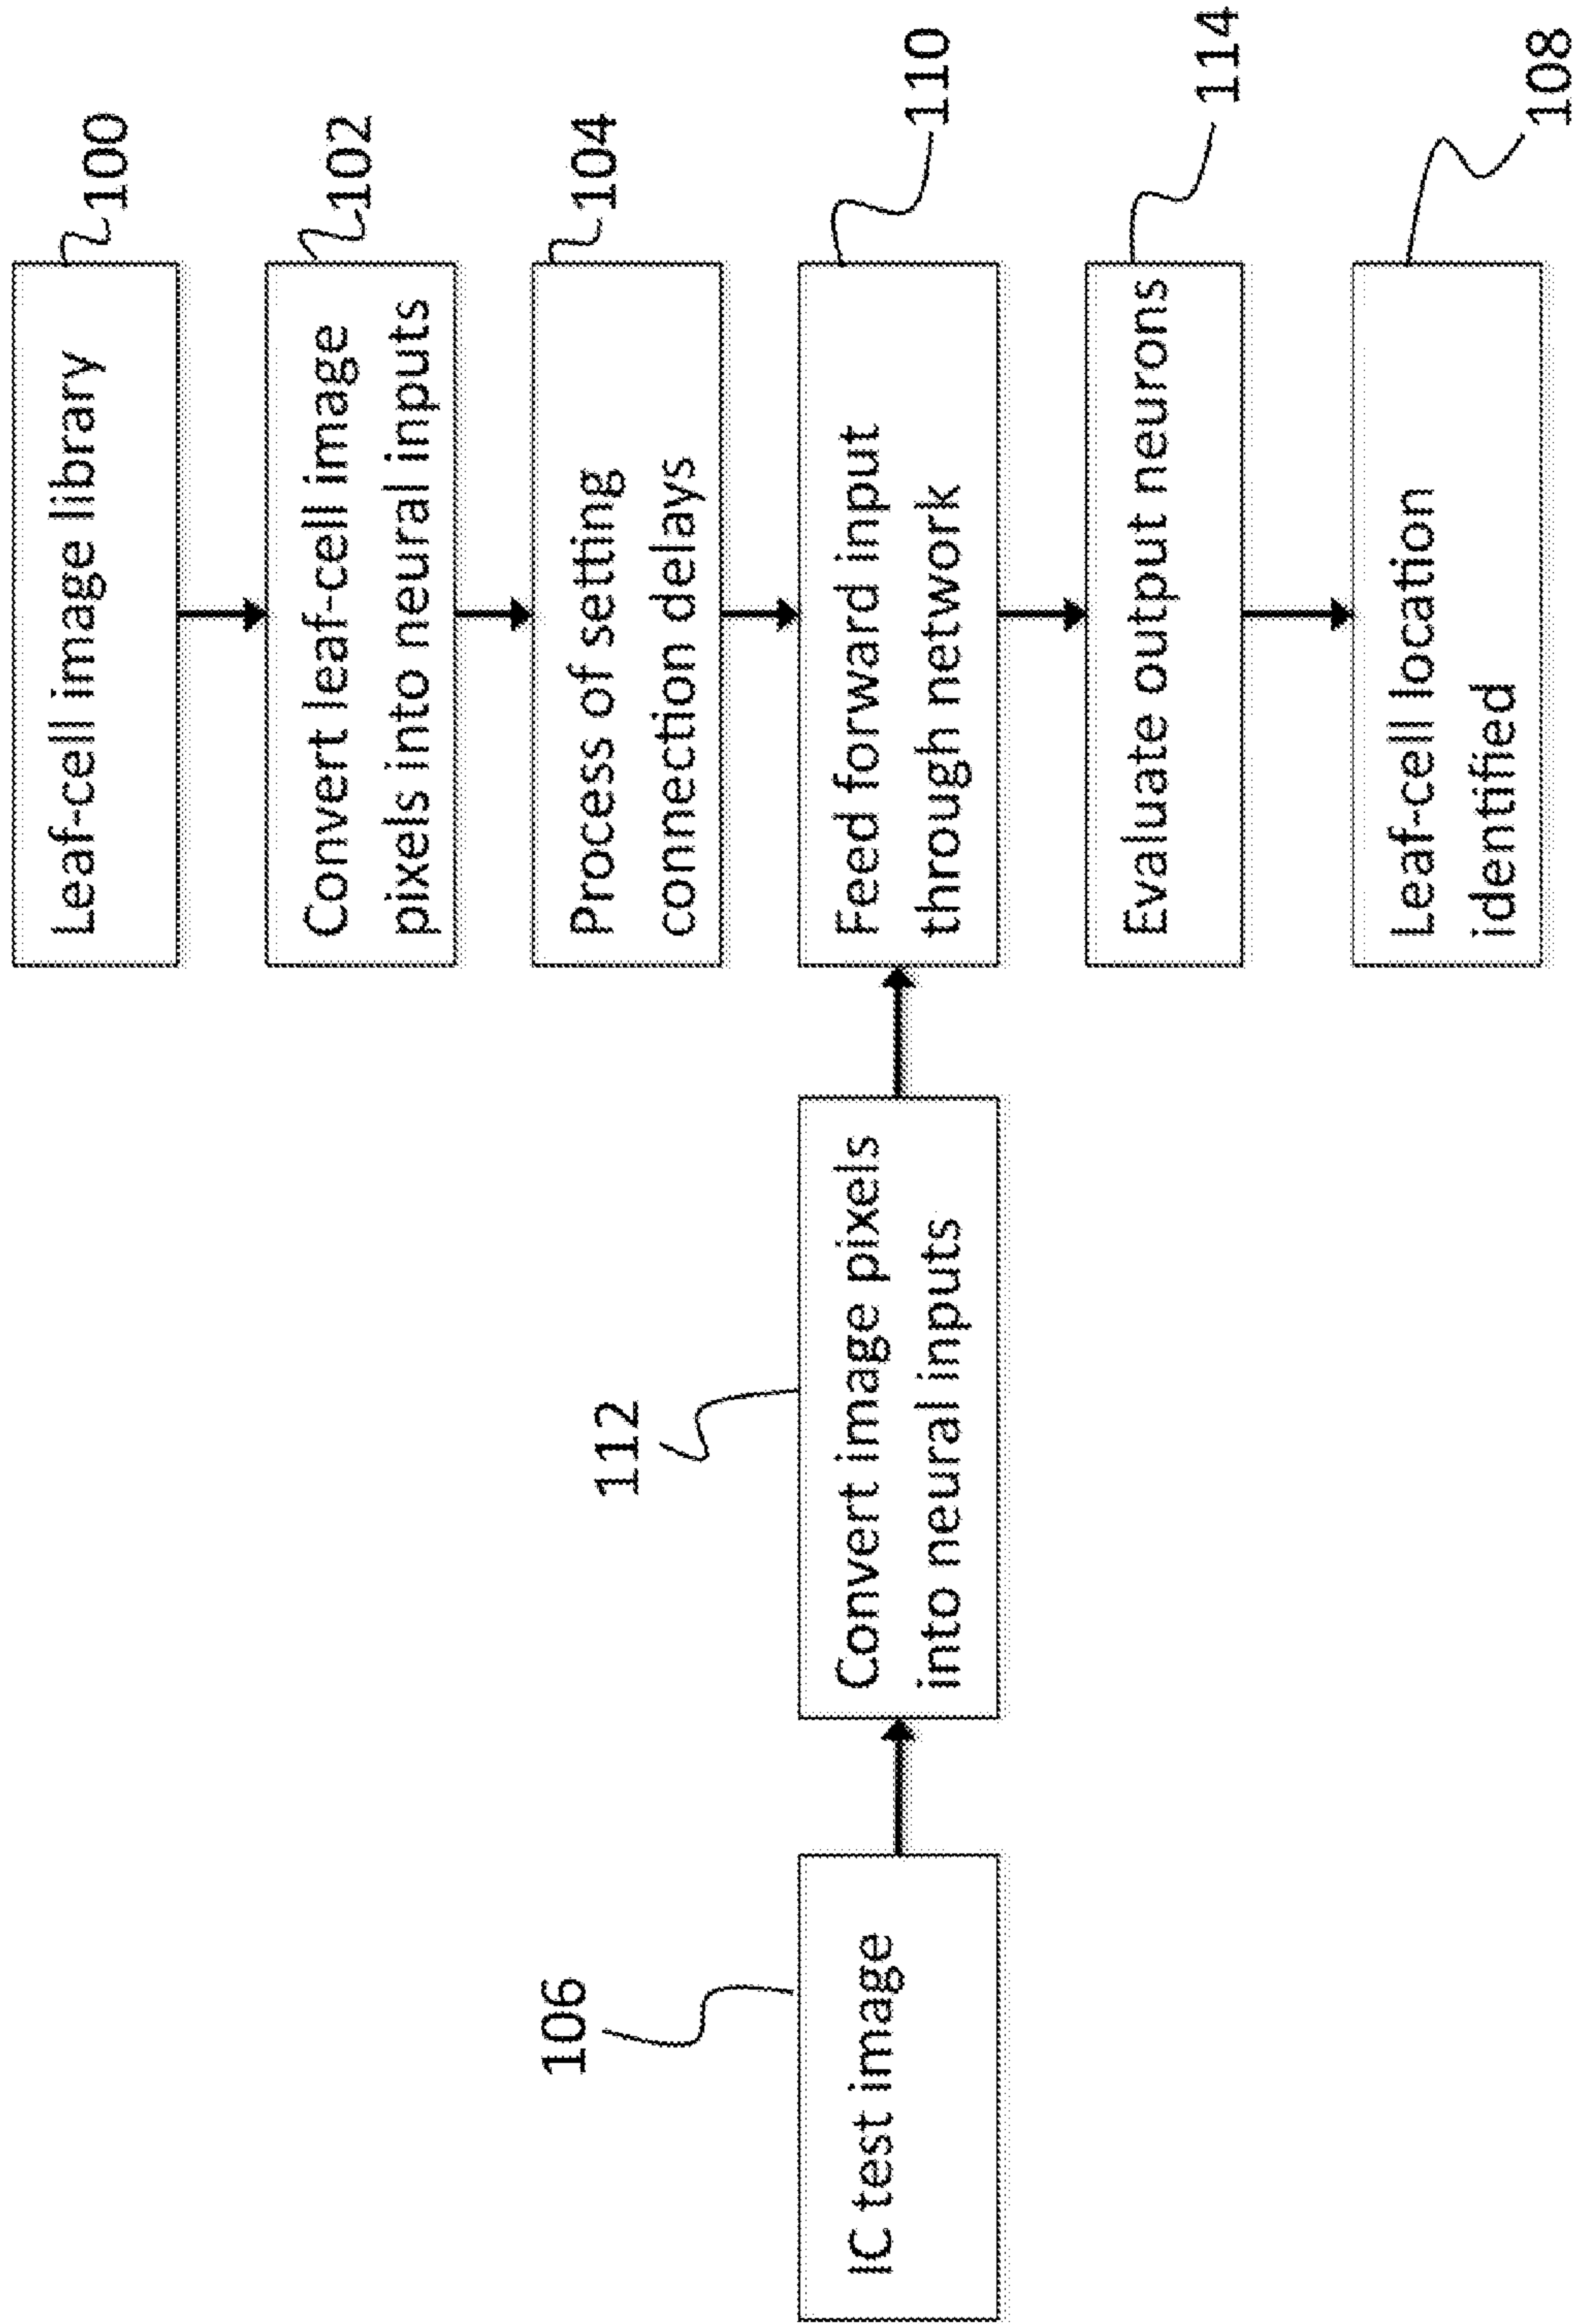 Leaf-cell image library
100
Convert leaf-cell image
pixels into neural inputs
102
Process of setting
connection delays
104
IC test image
106
Convert image pixels
into neural inputs
112
Feed forward input
through network
110
Evaluate output neurons
114
Leaf-cell location
identified
108